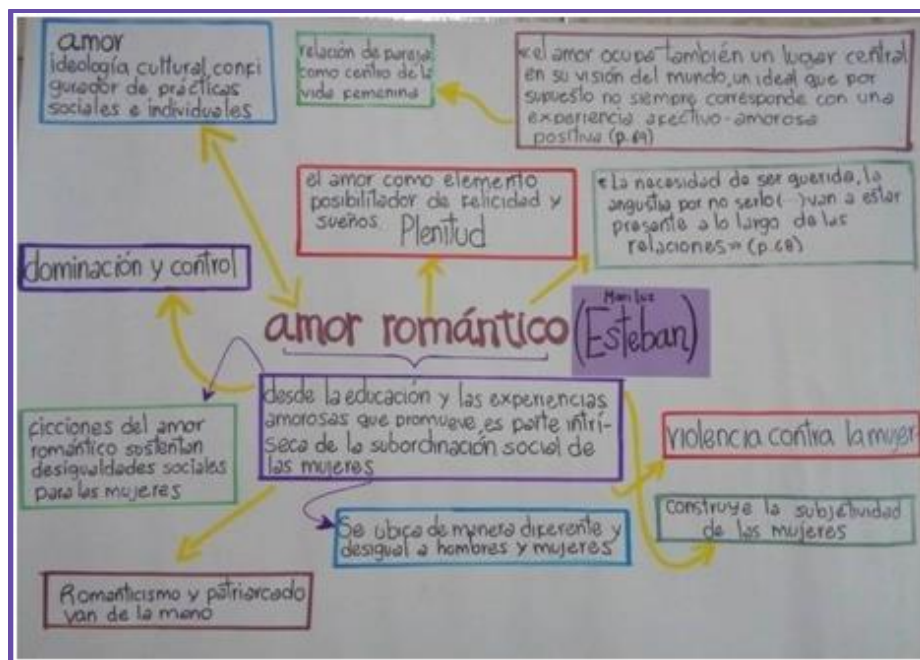 amor
ideología cultural, confi
gurador de prácticas
sociales e individuales
relación de pareja
como centro de la
vida femenina
«el amor ocupa también un lugar central
en su visión del mundo, un ideal que por
supuesto no siempre corresponde con una
experiencia afectivo-amorosa
positiva (p.69)
el amor como elemento
posibilitador de felicidad y
sueños. Plenitud
«La necesidad de ser querida, la
angustia por no serlo (...) van a estar
presente a lo largo de las
relaciones» (p.68)
dominación y control
amor romántico
Mari luz
(Esteban)
desde la educación y las experiencias
amorosas que promueve, es parte intrí-
seca de la subordinación social de
las mujeres
ficciones del amor
romántico sustentan
desigualdades sociales
para las mujeres
violencia contra la mujer
construye la subjetividad
de las mujeres
Se ubica de manera diferente y
desigual a hombres y mujeres
Romanticismo y patriarcado
van de la mano